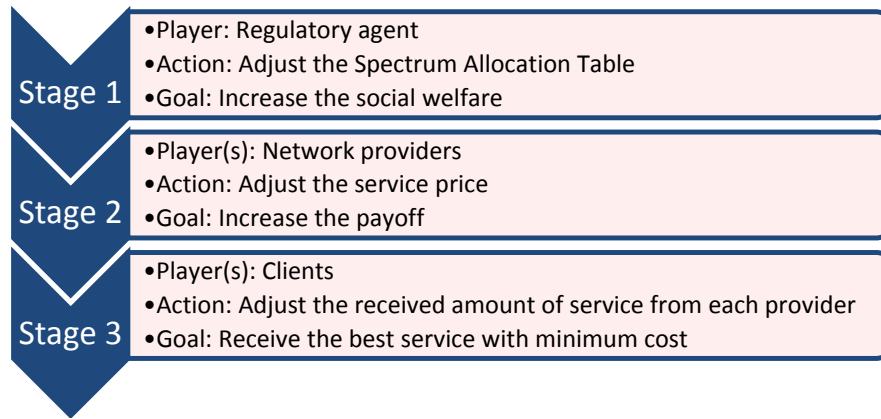 Stage 1
•Player: Regulatory agent
•Action: Adjust the Spectrum Allocation Table
•Goal: Increase the social welfare
Stage 2
•Player(s): Network providers
•Action: Adjust the service price
•Goal: Increase the payoff
Stage 3
•Player(s): Clients
•Action: Adjust the received amount of service from each provider
•Goal: Receive the best service with minimum cost